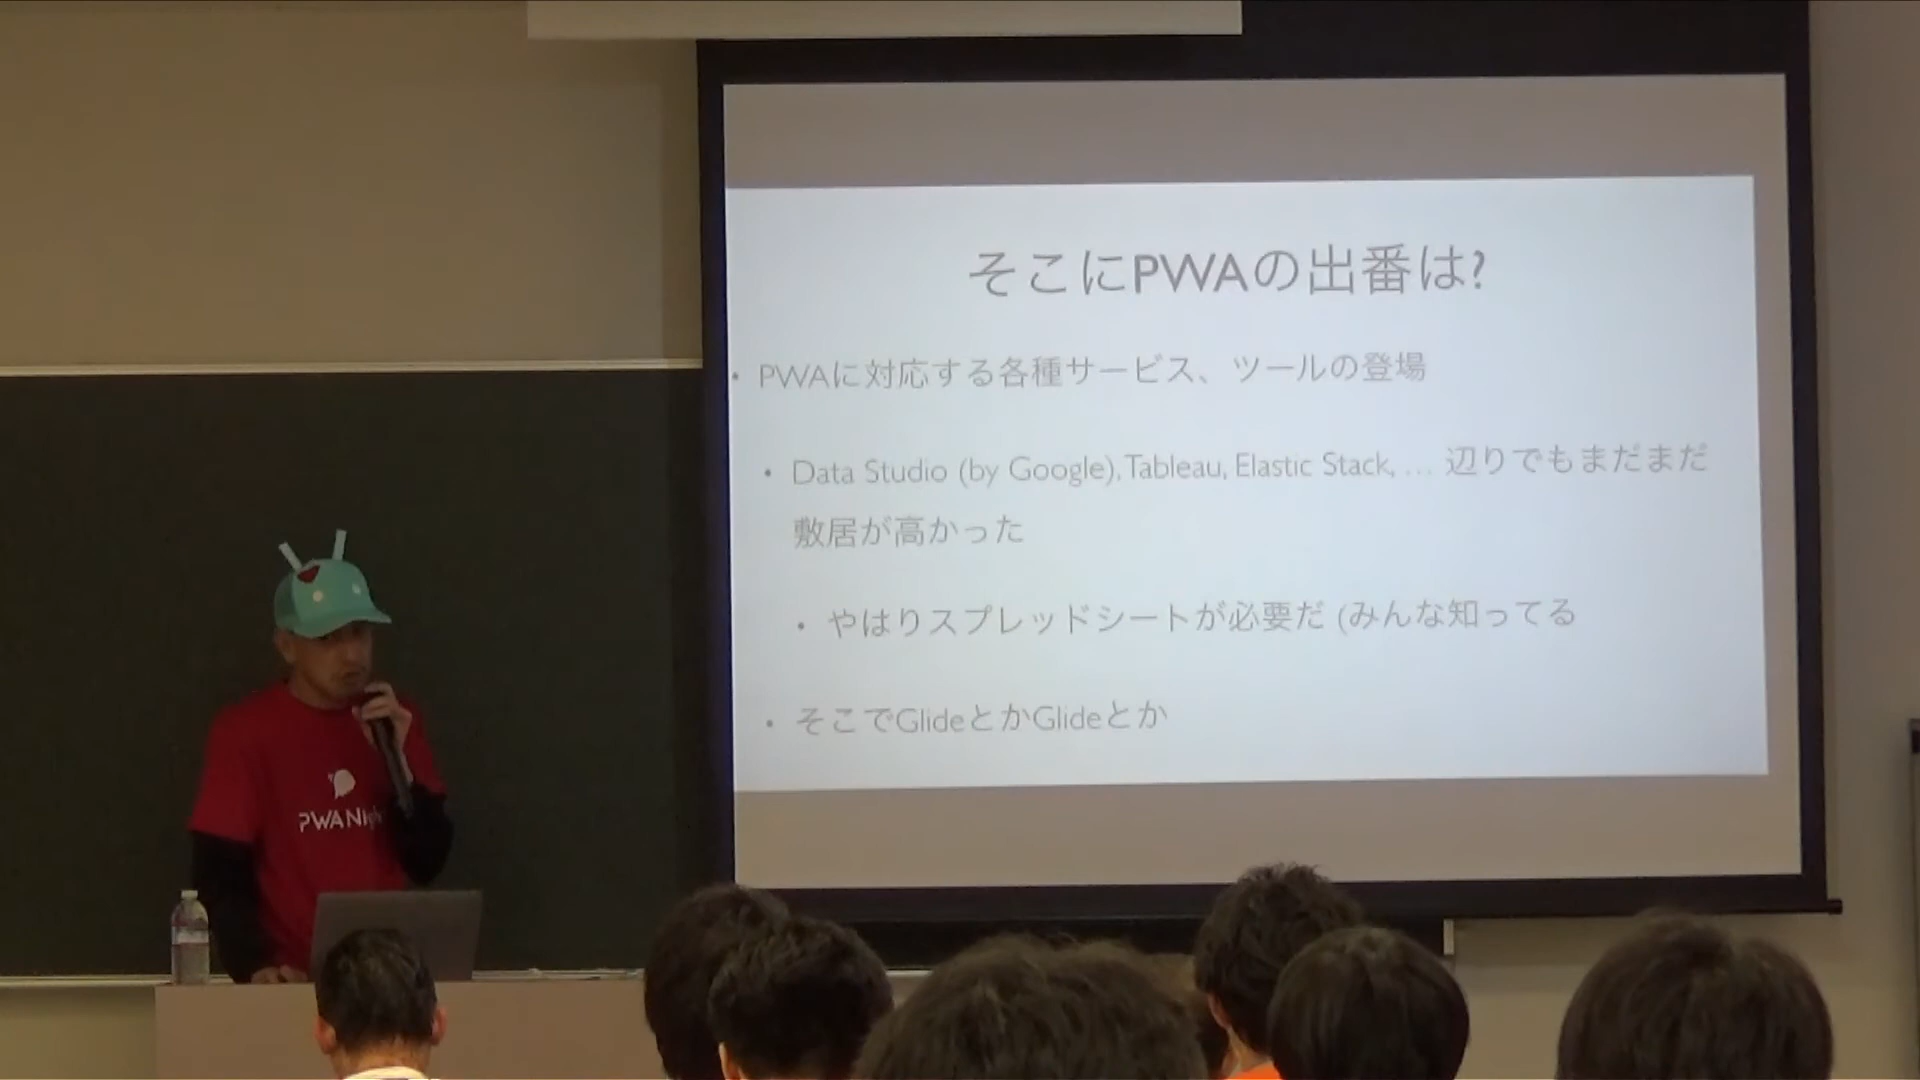 そこにPWAの出番は?
・PWAに対応する各種サービス、ツールの登場
・Data Studio (by Google), Tableau, Elastic Stack, … 辺りでもまだまだ
敷居が高かった
・やはりスプレッドシートが必要だ (みんな知ってる
・そこでGlideとかGlideとか
PWA Night